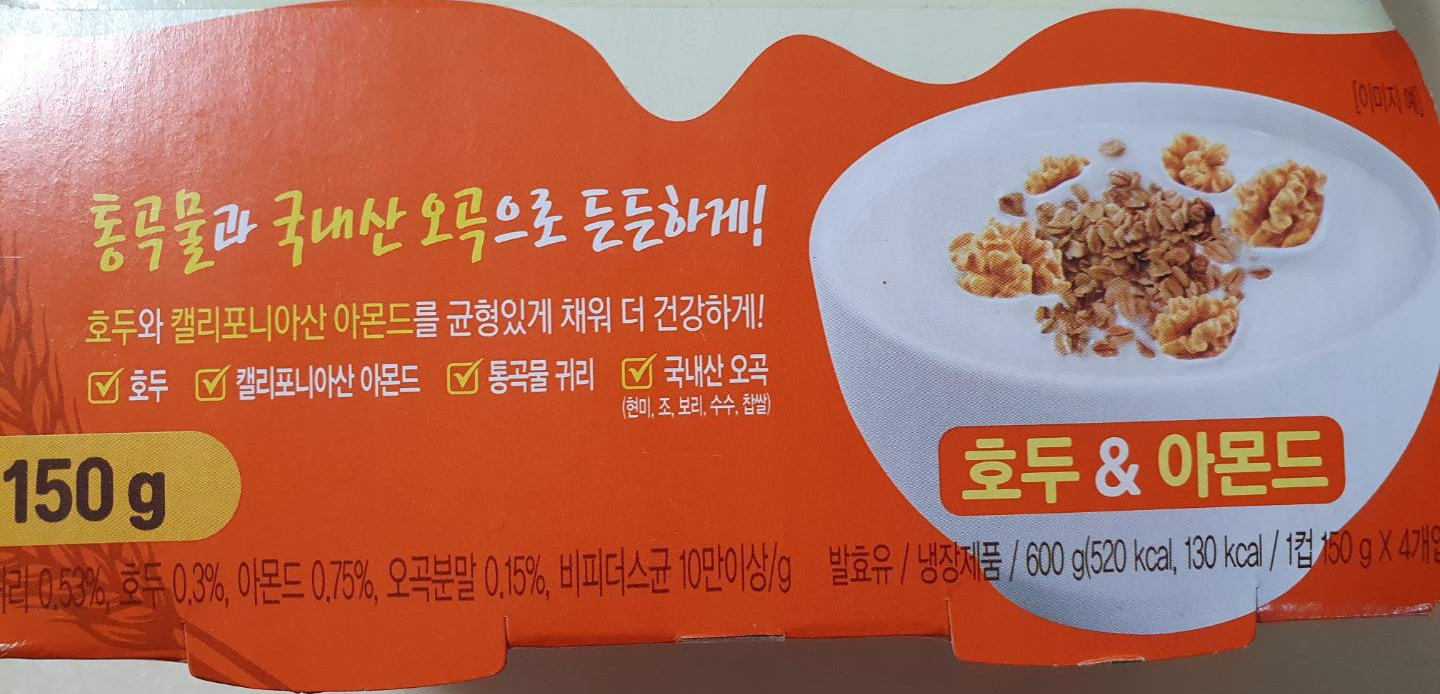 [이미지 예]
통곡물과 국내산 오곡으로 든든하게!
호두와 캘리포니아산 아몬드를 균형있게 채워 더 건강하게!
호두 캘리포니아산 아몬드 통곡물 귀리 국내산 오곡
(현미, 조, 보리, 수수, 찹쌀)
호두 & 아몬드
150 g
0.53%, 호두 0.3%, 아몬드 0.75%, 오곡분말 0.15%, 비피더스균 10만이상/g 발효유 / 냉장제품 / 600 g(520 kcal, 130 kcal / 1컵 150 g X 4개